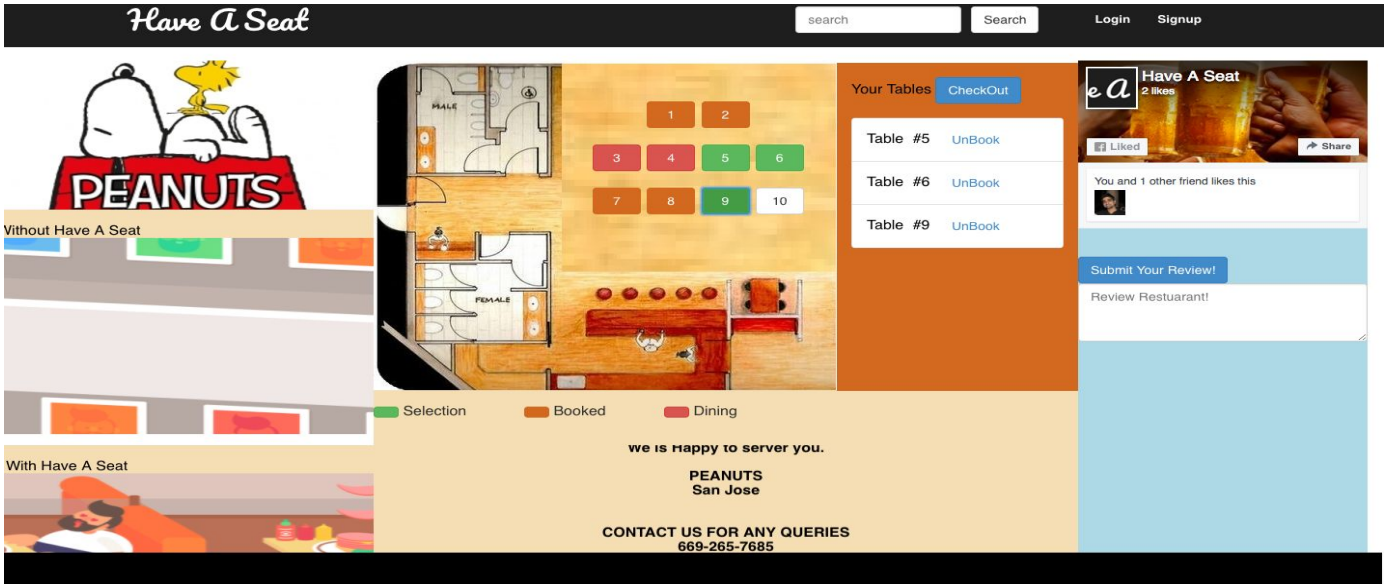 Have A Seat
search
Search
Login
Signup
PEANUTS
Without Have A Seat
With Have A Seat
MALE
FEMALE
1 2
3 4 5 6
7 8 9 10
Selection
Booked
Dining
We is Happy to server you.
PEANUTS
San Jose
CONTACT US FOR ANY QUERIES
669-265-7685
Your Tables CheckOut
Table #5 UnBook
Table #6 UnBook
Table #9 UnBook
e A
Have A Seat
2 likes
Liked
Share
You and 1 other friend likes this
Submit Your Review!
Review Restuarant!